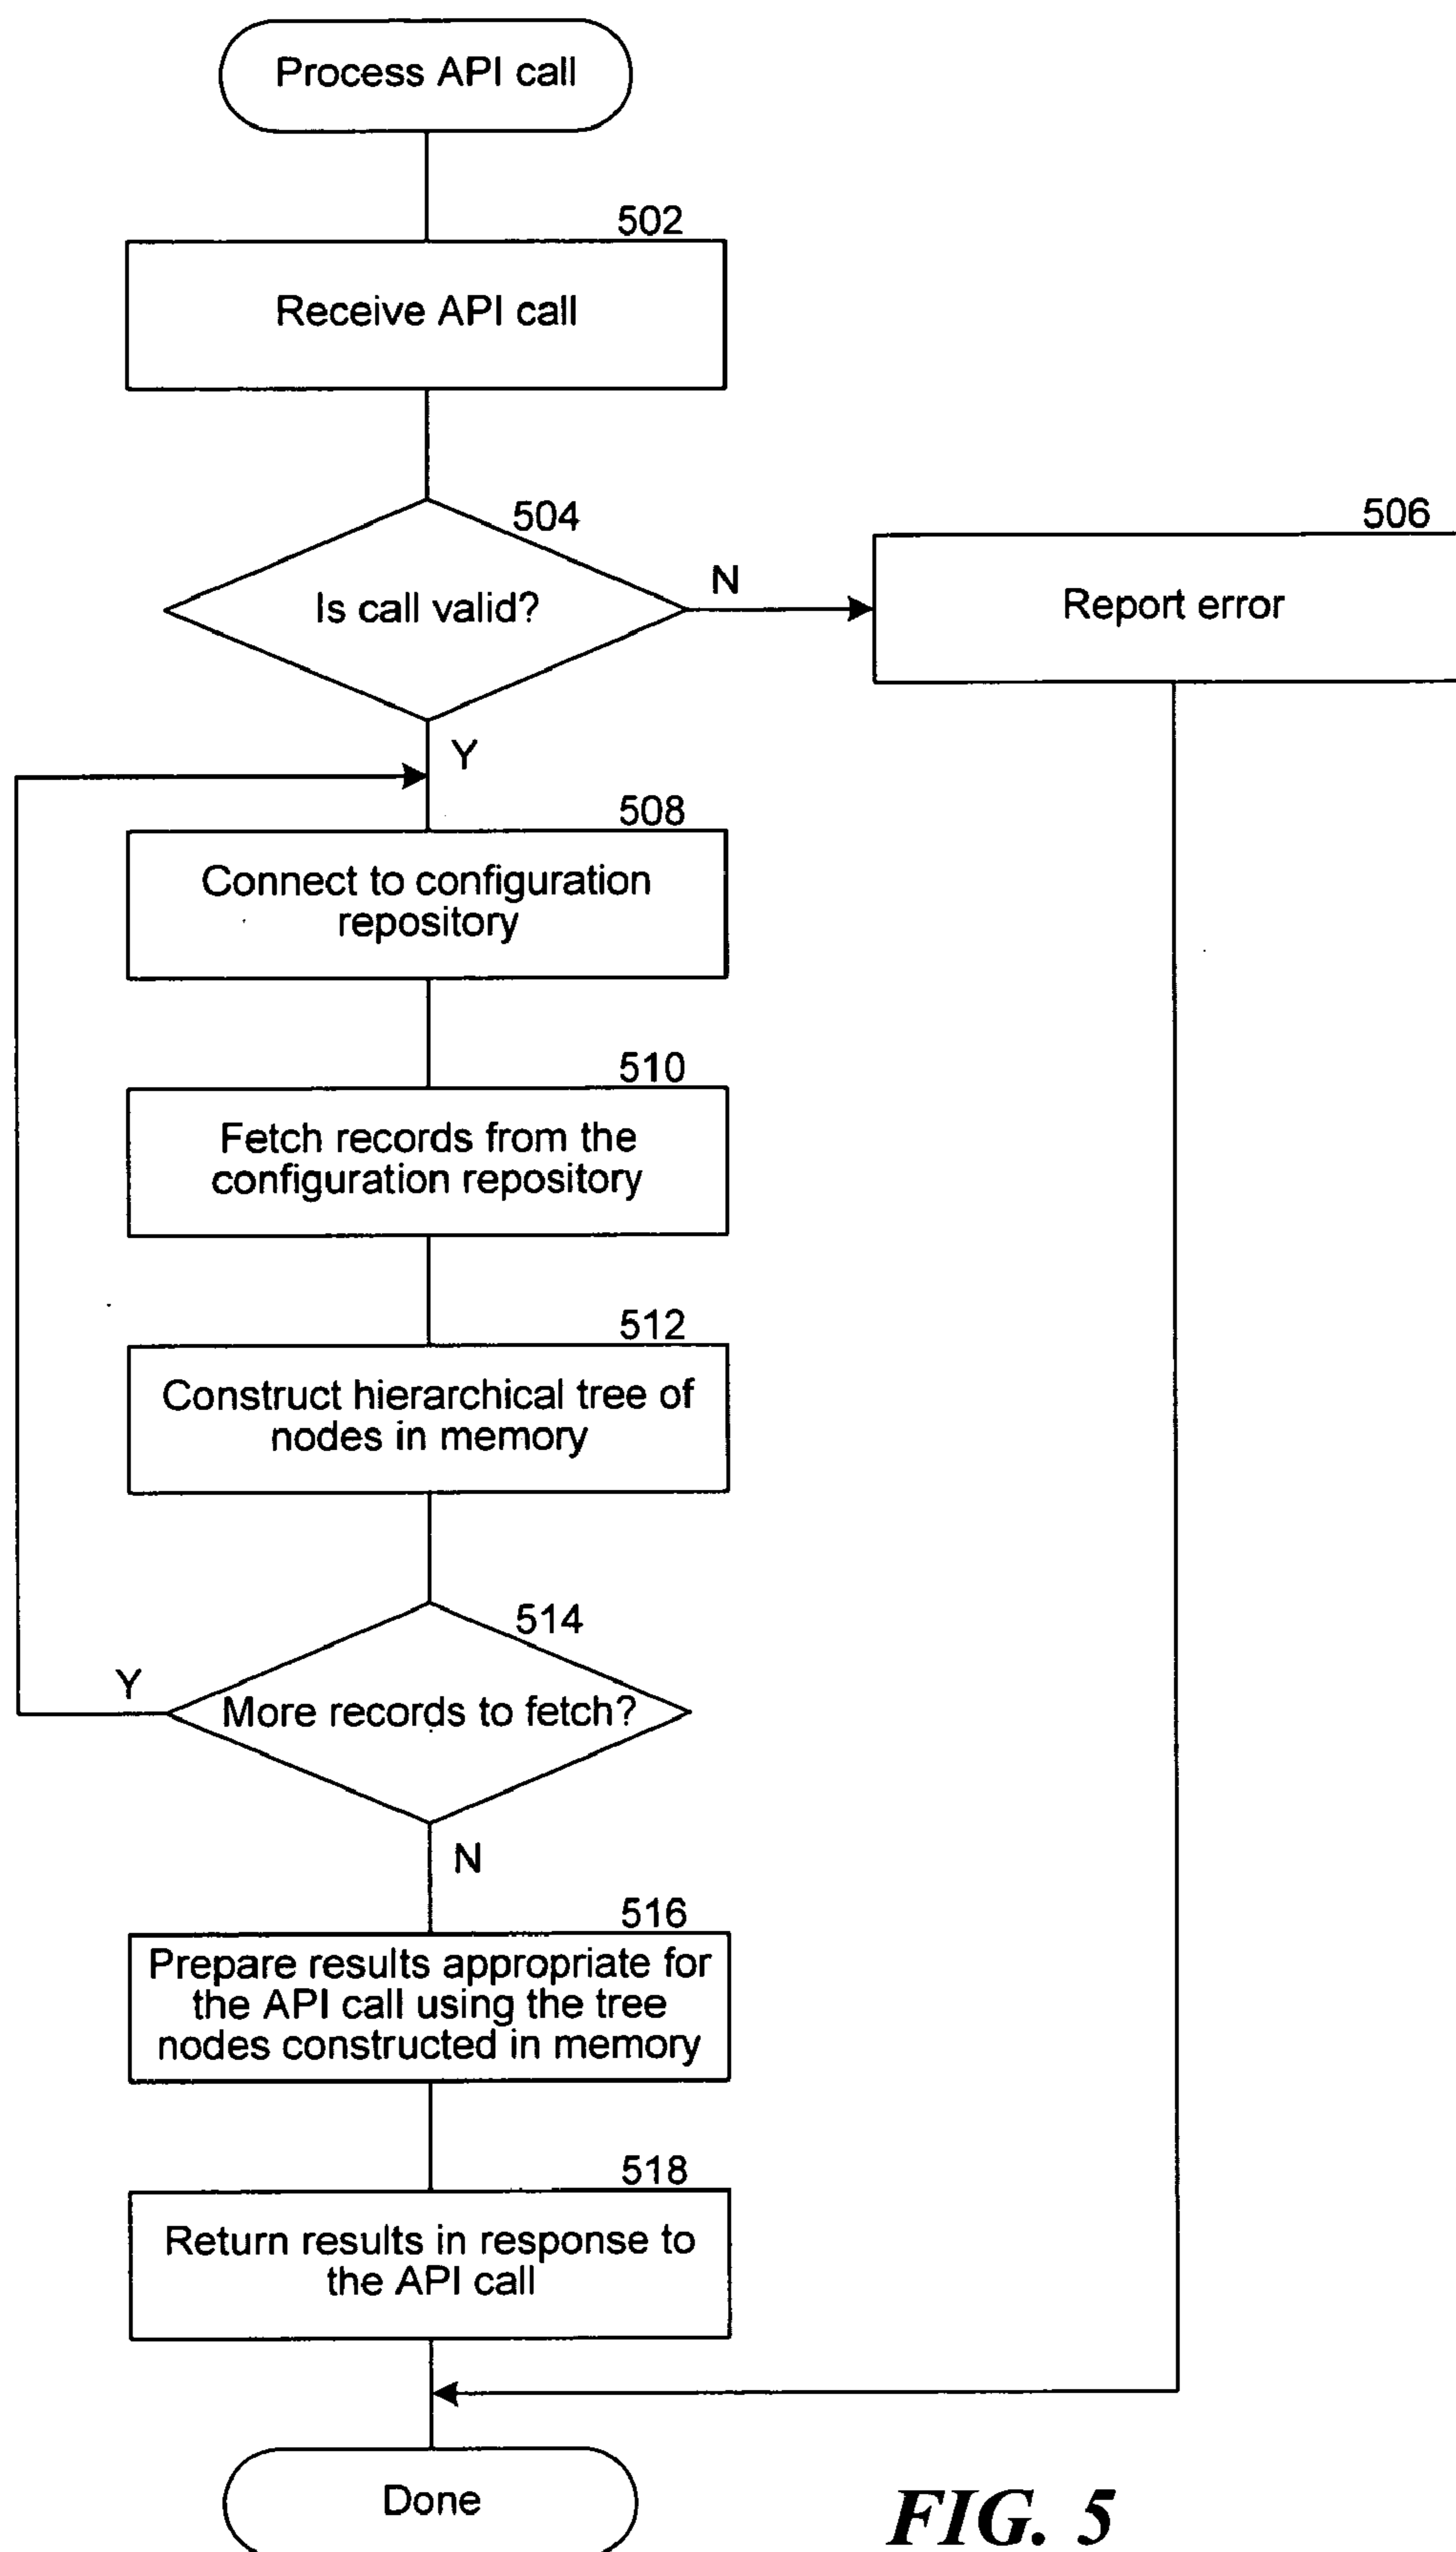 Process API call
502
Receive API call
504
Is call valid?
N
506
Report error
Y
508
Connect to configuration
repository
510
Fetch records from the
configuration repository
512
Construct hierarchical tree of
nodes in memory
514
Y
More records to fetch?
N
516
Prepare results appropriate for
the API call using the tree
nodes constructed in memory
518
Return results in response to
the API call
Done
FIG. 5